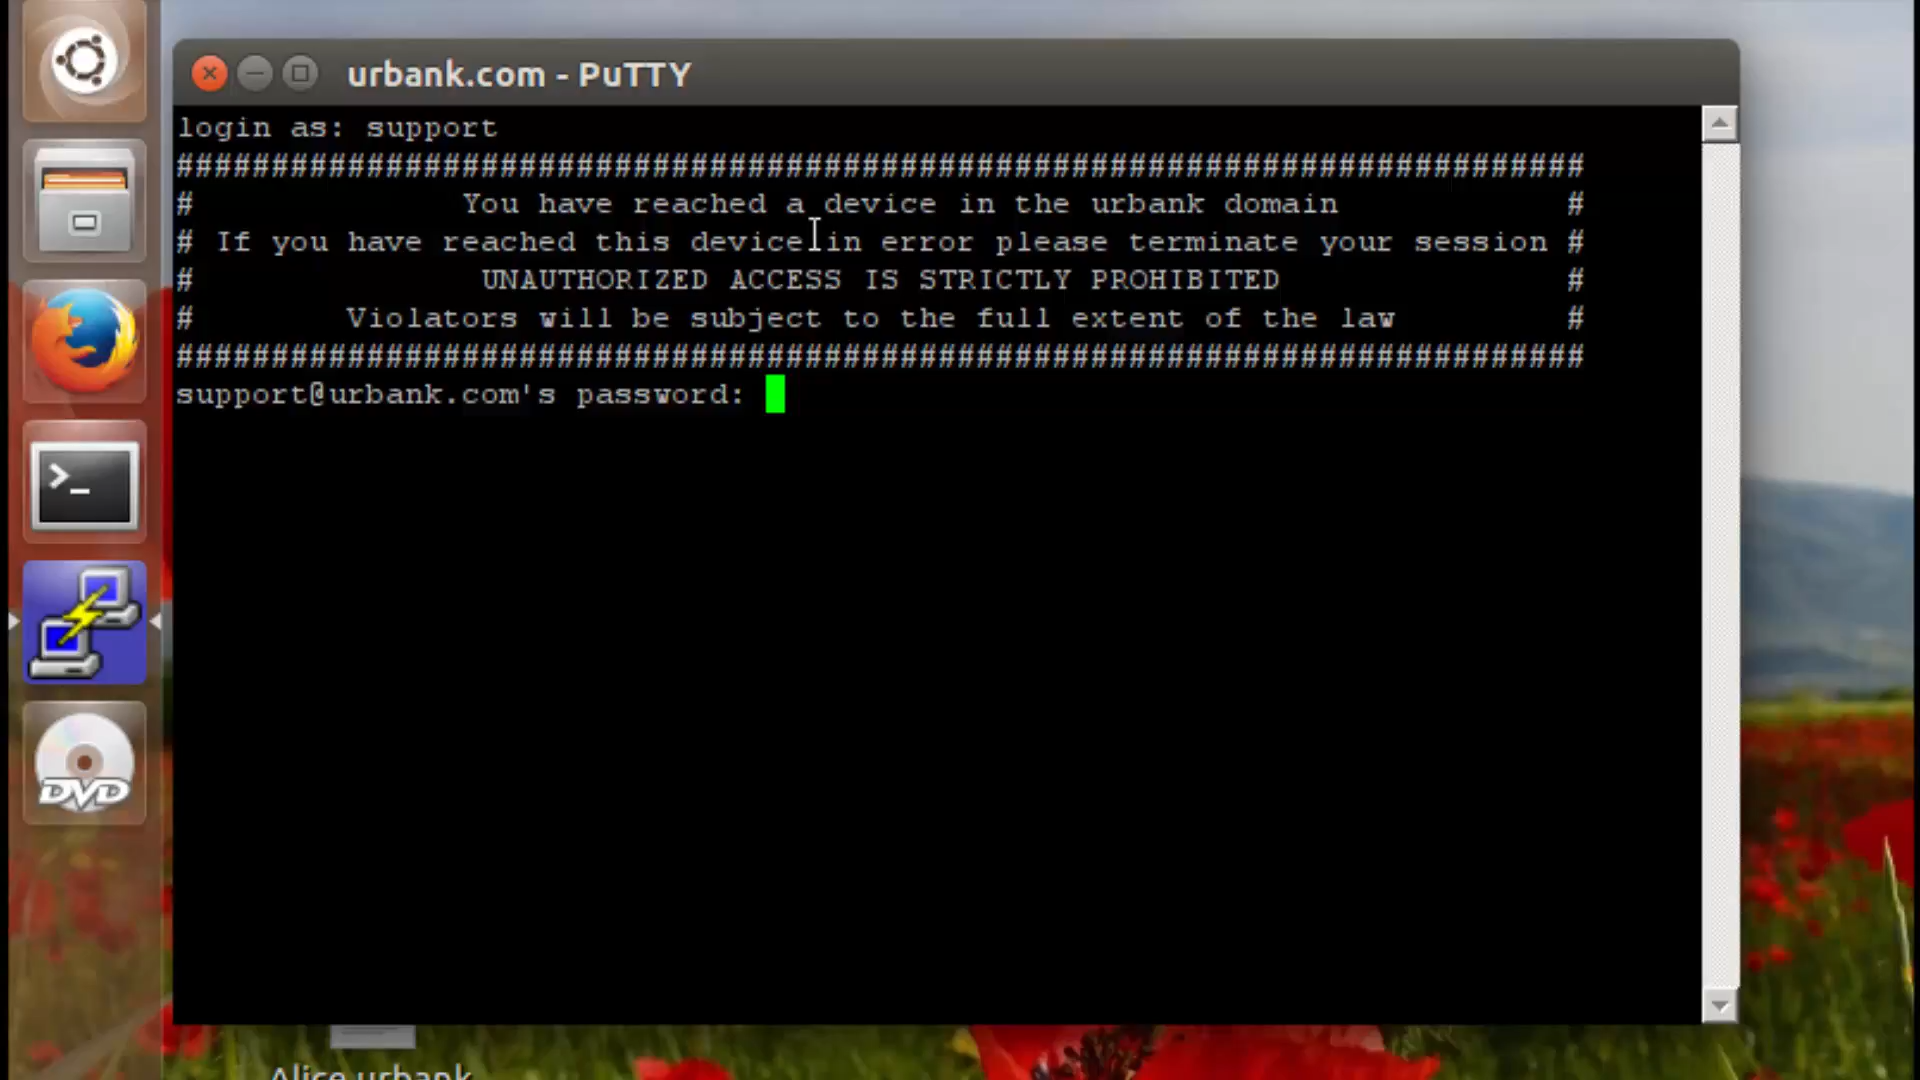 urbank.com - PuTTY
login as: support
##########################################################################
# You have reached a device in the urbank domain #
# If you have reached this device in error please terminate your session #
# UNAUTHORIZED ACCESS IS STRICTLY PROHIBITED #
# Violators will be subject to the full extent of the law #
##########################################################################
support@urbank.com's password:
>_
DVD
Alice urbank